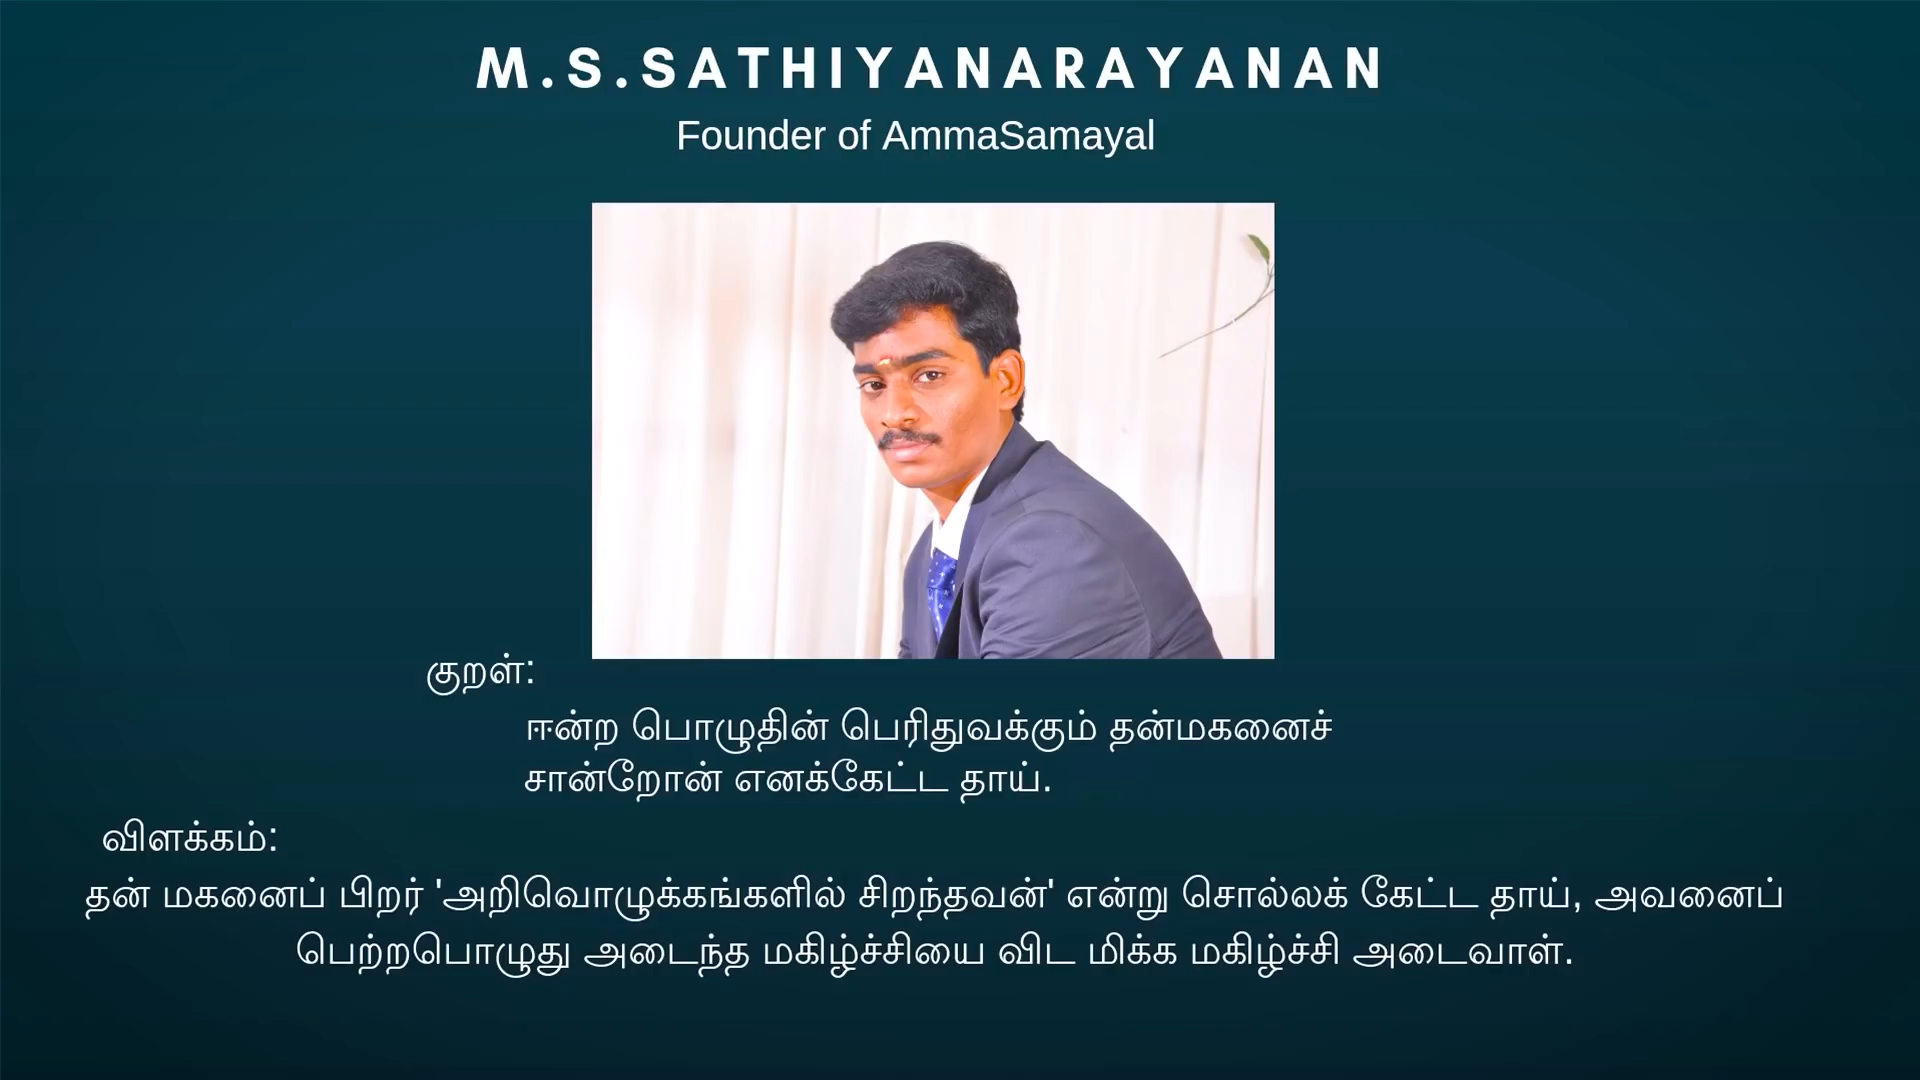 M.S.SATHIYANARAYANAN
Founder of AmmaSamayal
குறள்:
ஈன்ற பொழுதின் பெரிதுவக்கும் தன்மகனைச்
சான்றோன் எனக்கேட்ட தாய்.
விளக்கம்:
தன் மகனைப் பிறர் 'அறிவொழுக்கங்களில் சிறந்தவன்' என்று சொல்லக் கேட்ட தாய், அவனைப்
பெற்றபொழுது அடைந்த மகிழ்ச்சியை விட மிக்க மகிழ்ச்சி அடைவாள்.